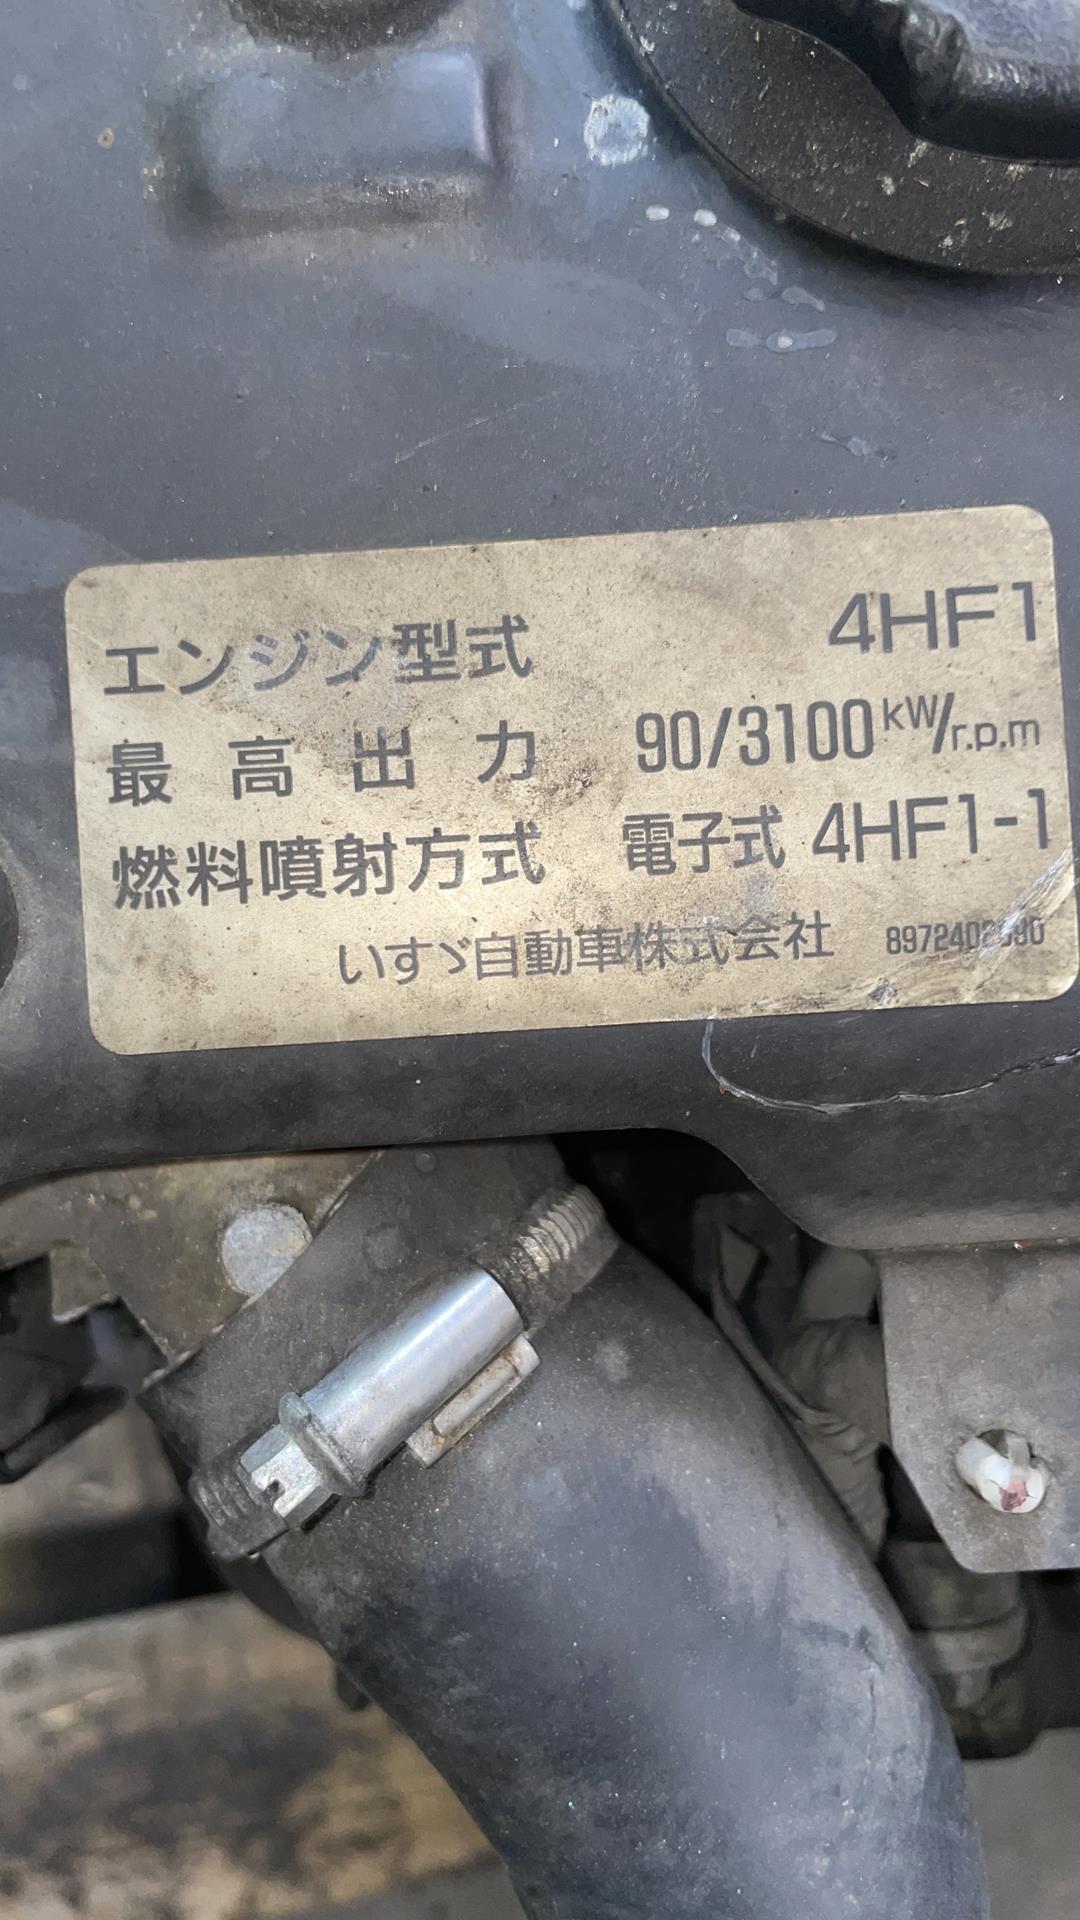 エンジン型式 4HF1
最高出力 90/3100 kW/r.p.m
燃料噴射方式 電子式 4HF1-1
いすゞ自動車株式会社